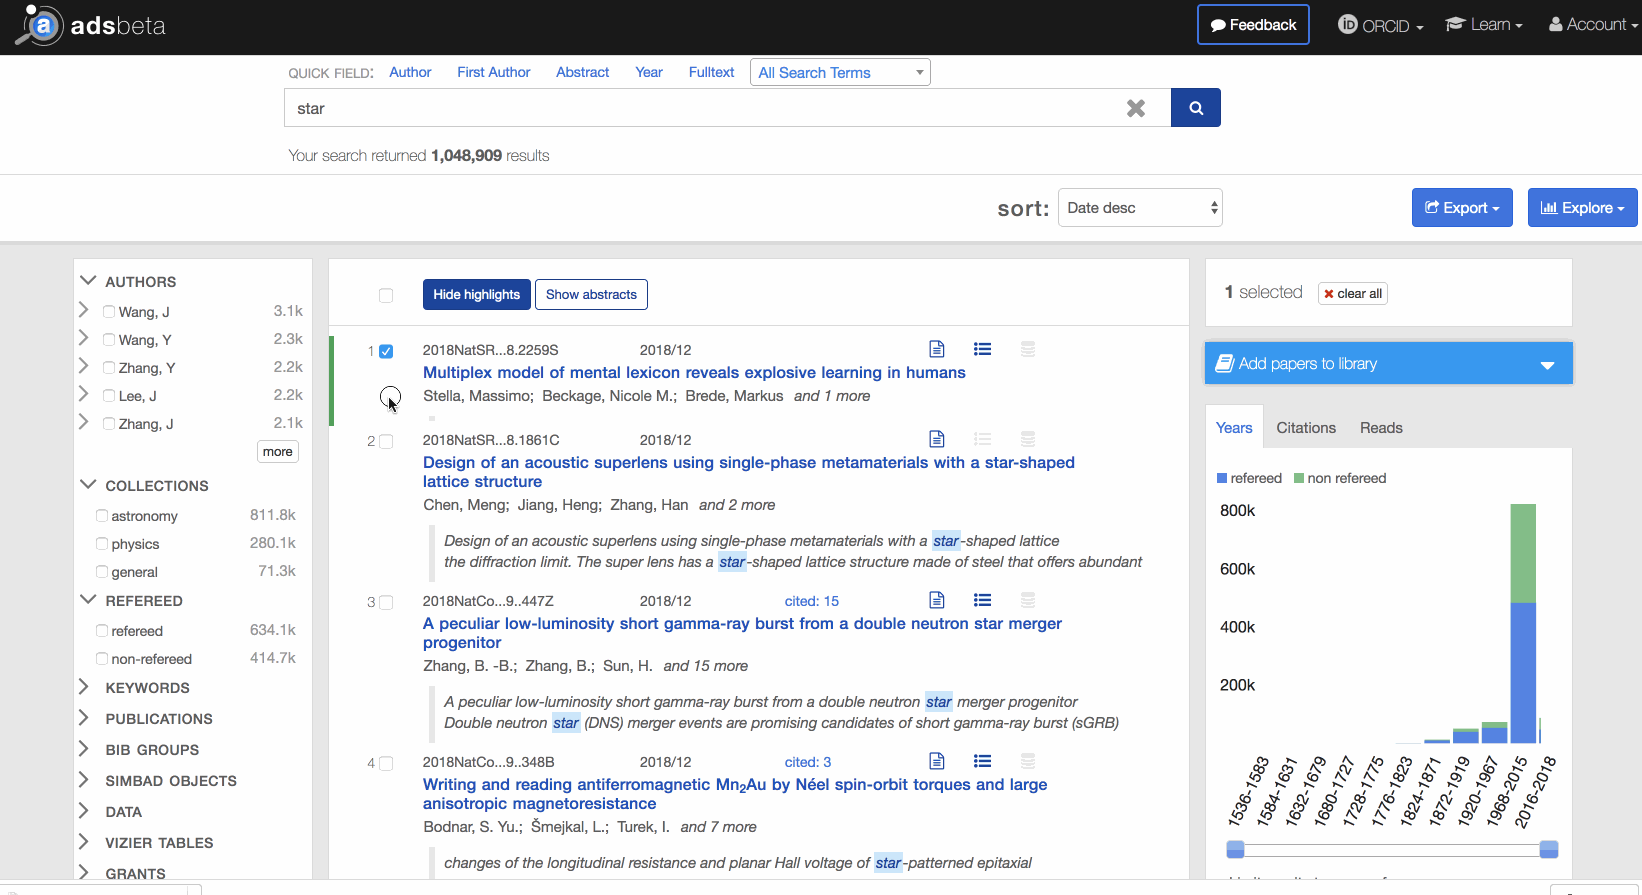 a adsbeta
Feedback
iD ORCID
Learn
Account
QUICK FIELD: Author First Author Abstract Year Fulltext All Search Terms
star
Your search returned 1,048,909 results
sort: Date desc
Export
Explore
AUTHORS
Wang, J 3.1k
Wang, Y 2.3k
Zhang, Y 2.2k
Lee, J 2.2k
Zhang, J 2.1k
more
COLLECTIONS
astronomy 811.8k
physics 280.1k
general 71.3k
REFEREED
refereed 634.1k
non-refereed 414.7k
KEYWORDS
PUBLICATIONS
BIB GROUPS
SIMBAD OBJECTS
DATA
VIZIER TABLES
GRANTS
Hide highlights Show abstracts
1 2018NatSR...8.2259S 2018/12
Multiplex model of mental lexicon reveals explosive learning in humans
Stella, Massimo; Beckage, Nicole M.; Brede, Markus and 1 more
2 2018NatSR...8.1861C 2018/12
Design of an acoustic superlens using single-phase metamaterials with a star-shaped
lattice structure
Chen, Meng; Jiang, Heng; Zhang, Han and 2 more
Design of an acoustic superlens using single-phase metamaterials with a star-shaped lattice
the diffraction limit. The super lens has a star-shaped lattice structure made of steel that offers abundant
3 2018NatCo...9..447Z 2018/12 cited: 15
A peculiar low-luminosity short gamma-ray burst from a double neutron star merger
progenitor
Zhang, B. -B.; Zhang, B.; Sun, H. and 15 more
A peculiar low-luminosity short gamma-ray burst from a double neutron star merger progenitor
Double neutron star (DNS) merger events are promising candidates of short gamma-ray burst (sGRB)
4 2018NatCo...9..348B 2018/12 cited: 3
Writing and reading antiferromagnetic Mn₂Au by Néel spin-orbit torques and large
anisotropic magnetoresistance
Bodnar, S. Yu.; Šmejkal, L.; Turek, I. and 7 more
changes of the longitudinal resistance and planar Hall voltage of star-patterned epitaxial
1 selected clear all
Add papers to library
Years Citations Reads
refereed non refereed
800k
600k
400k
200k
1536-1583
1584-1631
1632-1679
1680-1727
1728-1775
1776-1823
1824-1871
1872-1919
1920-1967
1968-2015
2016-2018